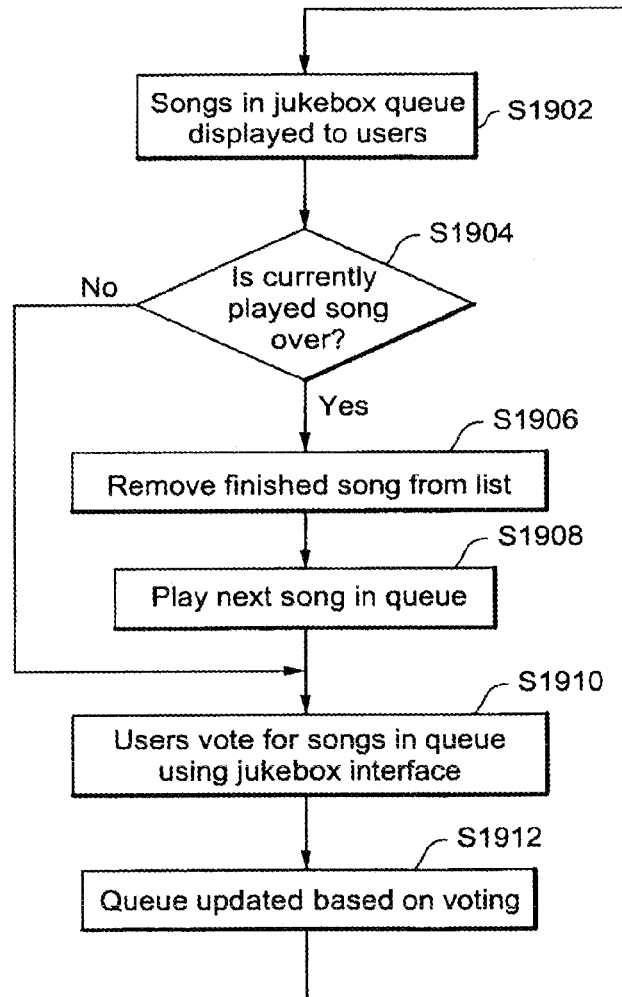 Songs in jukebox queue
displayed to users
S1902
S1904
Is currently
played song
over?
No
Yes
S1906
Remove finished song from list
S1908
Play next song in queue
S1910
Users vote for songs in queue
using jukebox interface
S1912
Queue updated based on voting